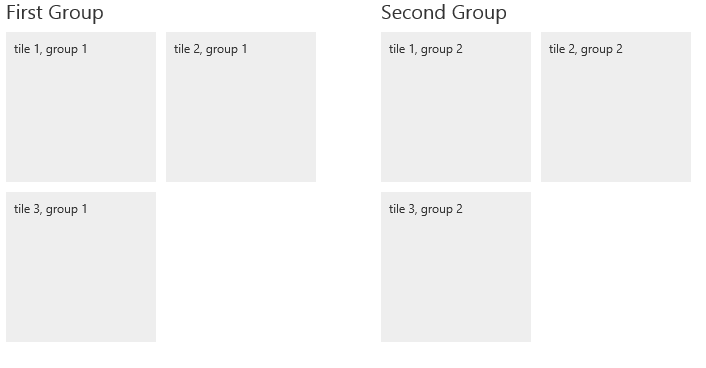 First Group
tile 1, group 1
tile 2, group 1
tile 3, group 1
Second Group
tile 1, group 2
tile 2, group 2
tile 3, group 2